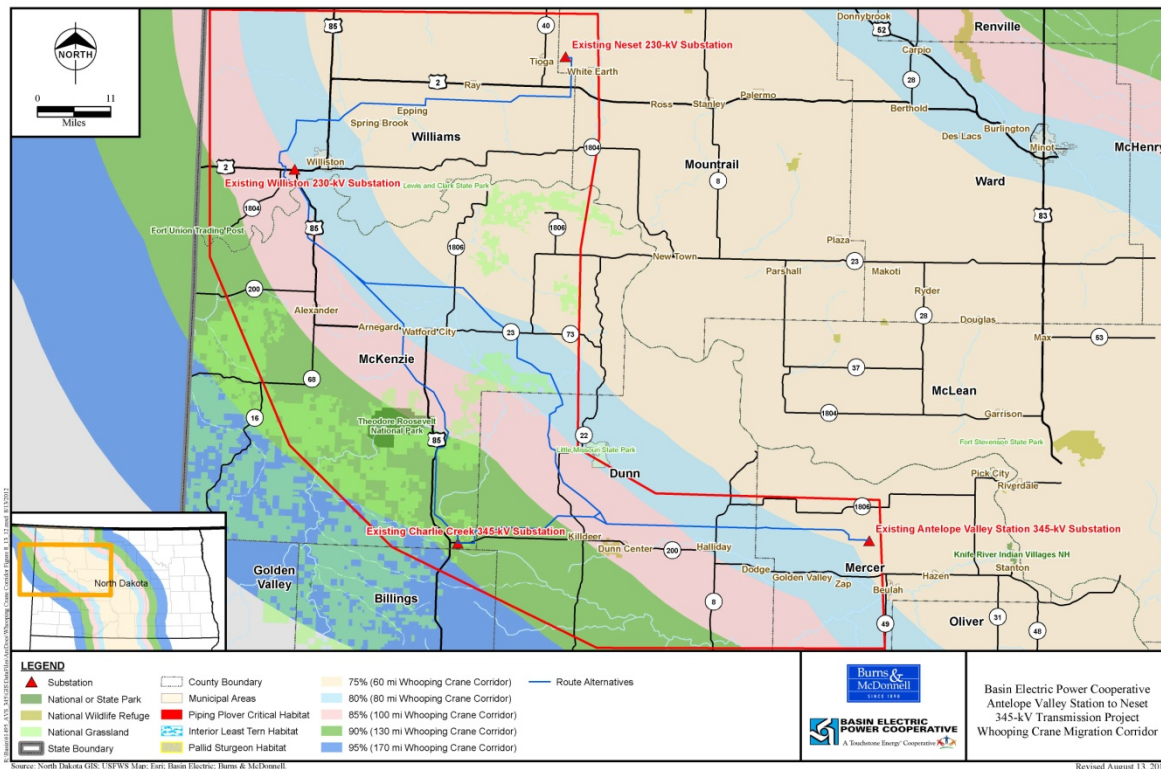 85
40
Donnybrook
52
Renville
Carpio
NORTH
Existing Neset 230-kV Substation
Tioga
White Earth
28
0 11
Miles
2
Ray
Ross
Stanley
Palermo
Berthold
Epping
Spring Brook
Burlington
Des Lacs
Minot
McHenry
Williams
1804
Mountrail
Ward
2
Williston
8
Existing Williston 230-kV Substation
Lewis and Clark State Park
1804
85
83
Fort Union Trading Post
1806
1806
Plaza
New Town
23
Parshall
Makoti
200
Ryder
Alexander
28
Douglas
Arnegard
Watford City
23
73
Max
53
McKenzie
37
68
McLean
16
Theodore Roosevelt
National Park
1804
Garrison
85
22
Fort Stevenson State Park
Little Missouri State Park
Dunn
Pick City
Riverdale
1806
Existing Charlie Creek 345-kV Substation
Existing Antelope Valley Station 345-kV Substation
Killdeer
Dunn Center
200
Halliday
Knife River Indian Villages NH
Mercer
Stanton
Dodge
Golden Valley
Zap
Hazen
Beulah
North Dakota
Golden
Valley
Billings
8
49
Oliver
31
48
LEGEND
Substation
National or State Park
National Wildlife Refuge
National Grassland
State Boundary
County Boundary
Municipal Areas
Piping Plover Critical Habitat
Interior Least Tern Habitat
Pallid Sturgeon Habitat
75% (60 mi Whooping Crane Corridor)
80% (80 mi Whooping Crane Corridor)
85% (100 mi Whooping Crane Corridor)
90% (130 mi Whooping Crane Corridor)
95% (170 mi Whooping Crane Corridor)
Route Alternatives
Burns &
McDonnell
SINCE 1898
BASIN ELECTRIC
POWER COOPERATIVE
A Touchstone Energy® Cooperative
Basin Electric Power Cooperative
Antelope Valley Station to Neset
345-kV Transmission Project
Whooping Crane Migration Corridor
Source: North Dakota GIS; USFWS Map; Esri; Basin Electric; Burns & McDonnell.
Revised August 13, 201